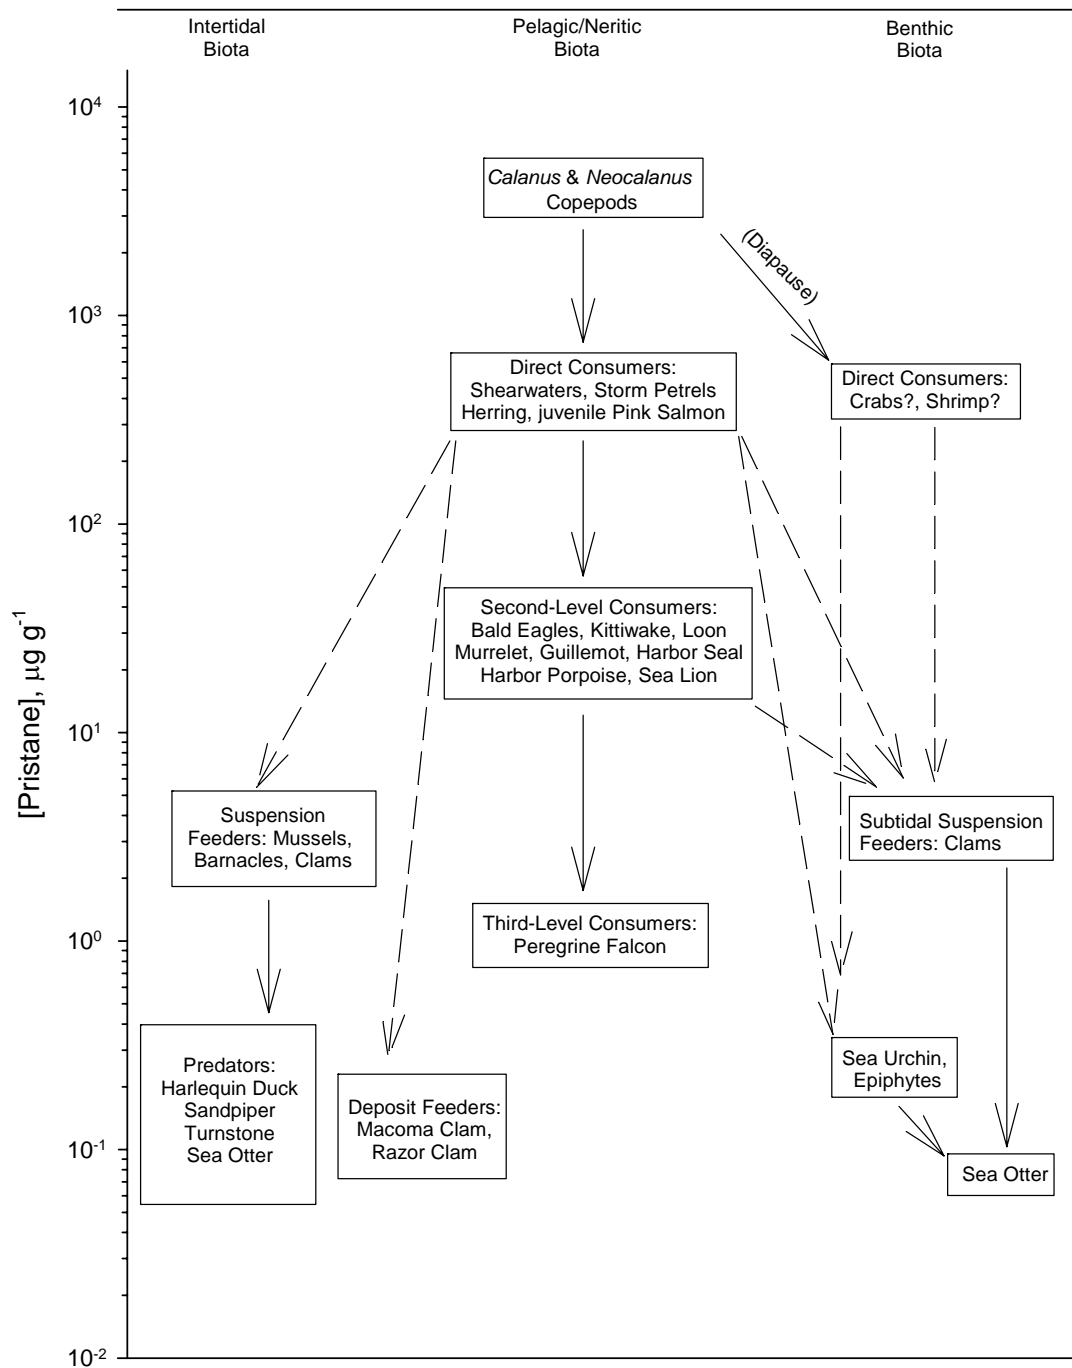 Intertidal
Biota
Pelagic/Neritic
Biota
Benthic
Biota
[Pristane], μg g⁻¹
10⁴
10³
10²
10¹
10⁰
10⁻¹
10⁻²
Calanus & Neocalanus
Copepods
(Diapause)
Direct Consumers:
Shearwaters, Storm Petrels
Herring, juvenile Pink Salmon
Direct Consumers:
Crabs?, Shrimp?
Second-Level Consumers:
Bald Eagles, Kittiwake, Loon
Murrelet, Guillemot, Harbor Seal
Harbor Porpoise, Sea Lion
Suspension
Feeders: Mussels,
Barnacles, Clams
Subtidal Suspension
Feeders: Clams
Third-Level Consumers:
Peregrine Falcon
Predators:
Harlequin Duck
Sandpiper
Turnstone
Sea Otter
Deposit Feeders:
Macoma Clam,
Razor Clam
Sea Urchin,
Epiphytes
Sea Otter